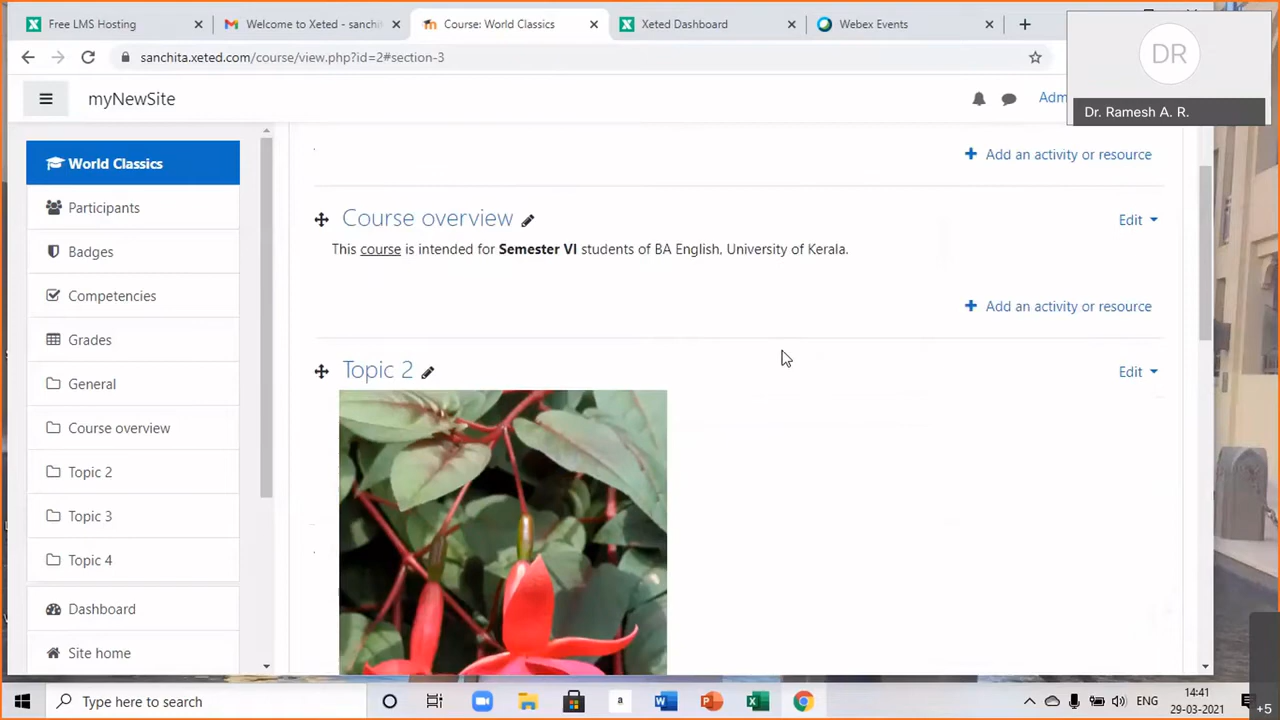 Free LMS Hosting
Welcome to Xeted - sanchit
Course: World Classics
Xeted Dashboard
Webex Events
sanchita.xeted.com/course/view.php?id=2#section-3
DR
Dr. Ramesh A. R.
myNewSite
Adm
World Classics
Participants
Badges
Competencies
Grades
General
Course overview
Topic 2
Topic 3
Topic 4
Dashboard
Site home
Add an activity or resource
Course overview
Edit
This course is intended for Semester VI students of BA English, University of Kerala.
Add an activity or resource
Topic 2
Edit
Type here to search
a
ENG
14:41
29-03-2021
+5